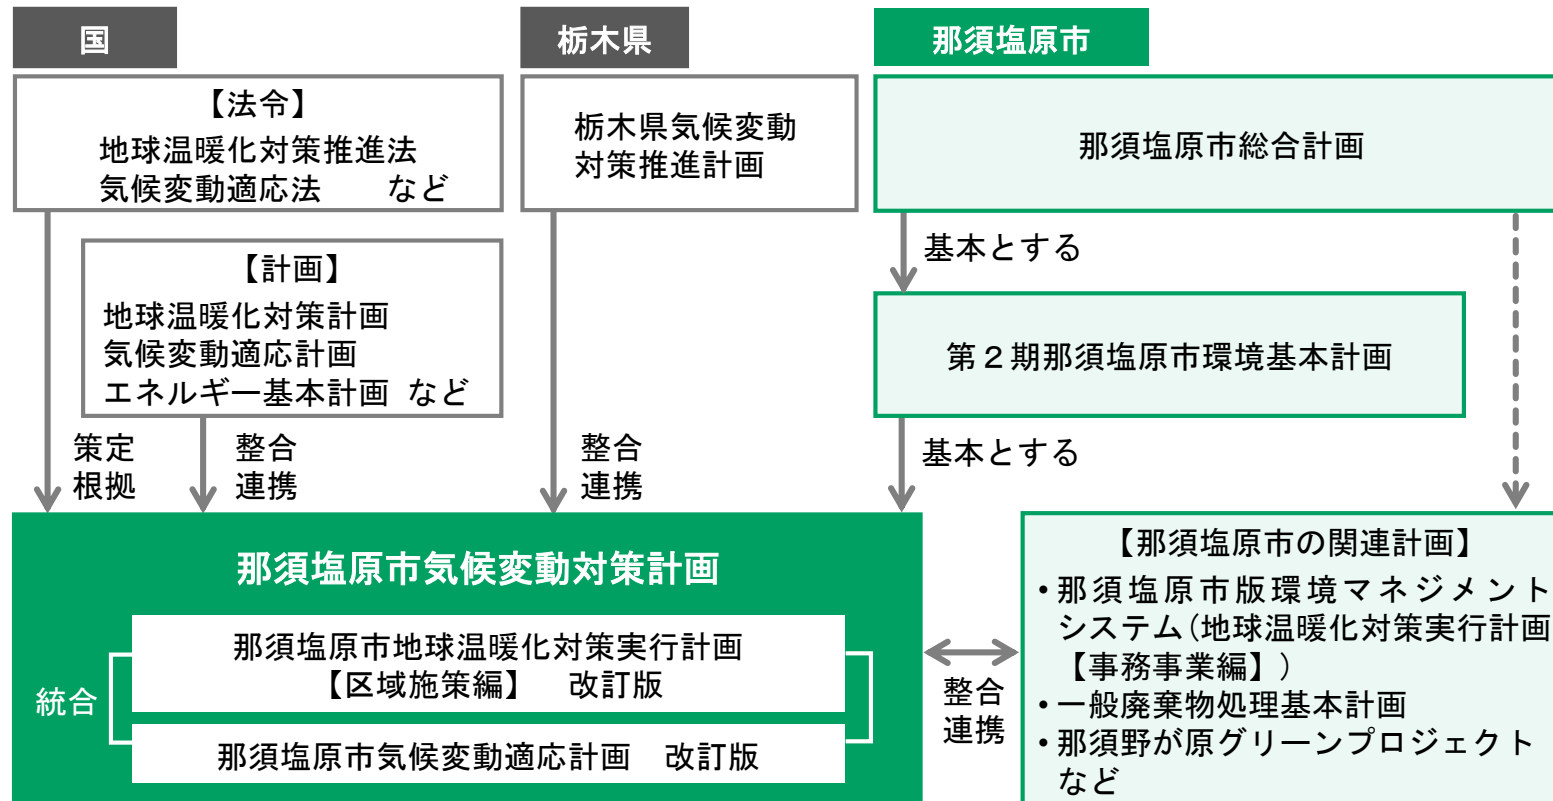 国
【法令】
地球温暖化対策推進法
気候変動適応法　　など
【計画】
地球温暖化対策計画
気候変動適応計画
エネルギー基本計画 など
策定
根拠
整合
連携
栃木県
栃木県気候変動
対策推進計画
整合
連携
那須塩原市
那須塩原市総合計画
基本とする
第２期那須塩原市環境基本計画
基本とする
那須塩原市気候変動対策計画
統合
那須塩原市地球温暖化対策実行計画
【区域施策編】　改訂版
那須塩原市気候変動適応計画　改訂版
整合
連携
【那須塩原市の関連計画】
•那須塩原市版環境マネジメント
システム(地球温暖化対策実行計画
【事務事業編】)
•一般廃棄物処理基本計画
•那須野が原グリーンプロジェクト
など